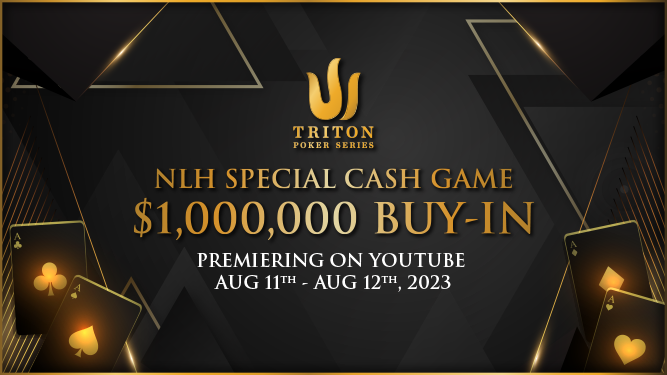 TRITON
POKER SERIES
NLH SPECIAL CASH GAME
$1,000,000 BUY-IN
PREMIERING ON YOUTUBE
AUG 11TH - AUG 12TH, 2023
A
A
A
A